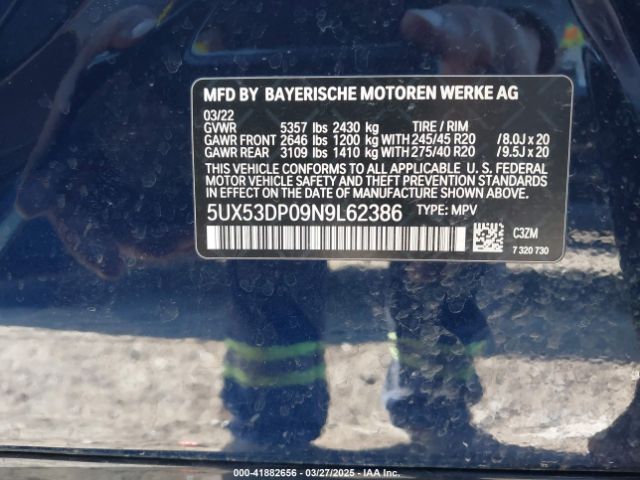 MFD BY BAYERISCHE MOTOREN WERKE AG
03/22
GVWR 5357 lbs 2430 kg TIRE / RIM
GAWR FRONT 2646 lbs 1200 kg WITH 245/45 R20 /8.0J x 20
GAWR REAR 3109 lbs 1410 kg WITH 275/40 R20 /9.5J x 20
THIS VEHICLE CONFORMS TO ALL APPLICABLE U. S. FEDERAL
MOTOR VEHICLE SAFETY, BUMPER, AND THEFT PREVENTION
STANDARDS IN EFFECT ON THE DATE OF MANUFACTURE SHOWN ABOVE.
5UX53DP09N9L62386 TYPE: MPV
C3ZM
7 320 730
000-41882656 - 03/27/2025 - IAA Inc.